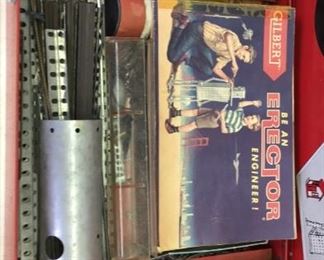 GILBERT
BE AN
ERECTOR
ENGINEER!